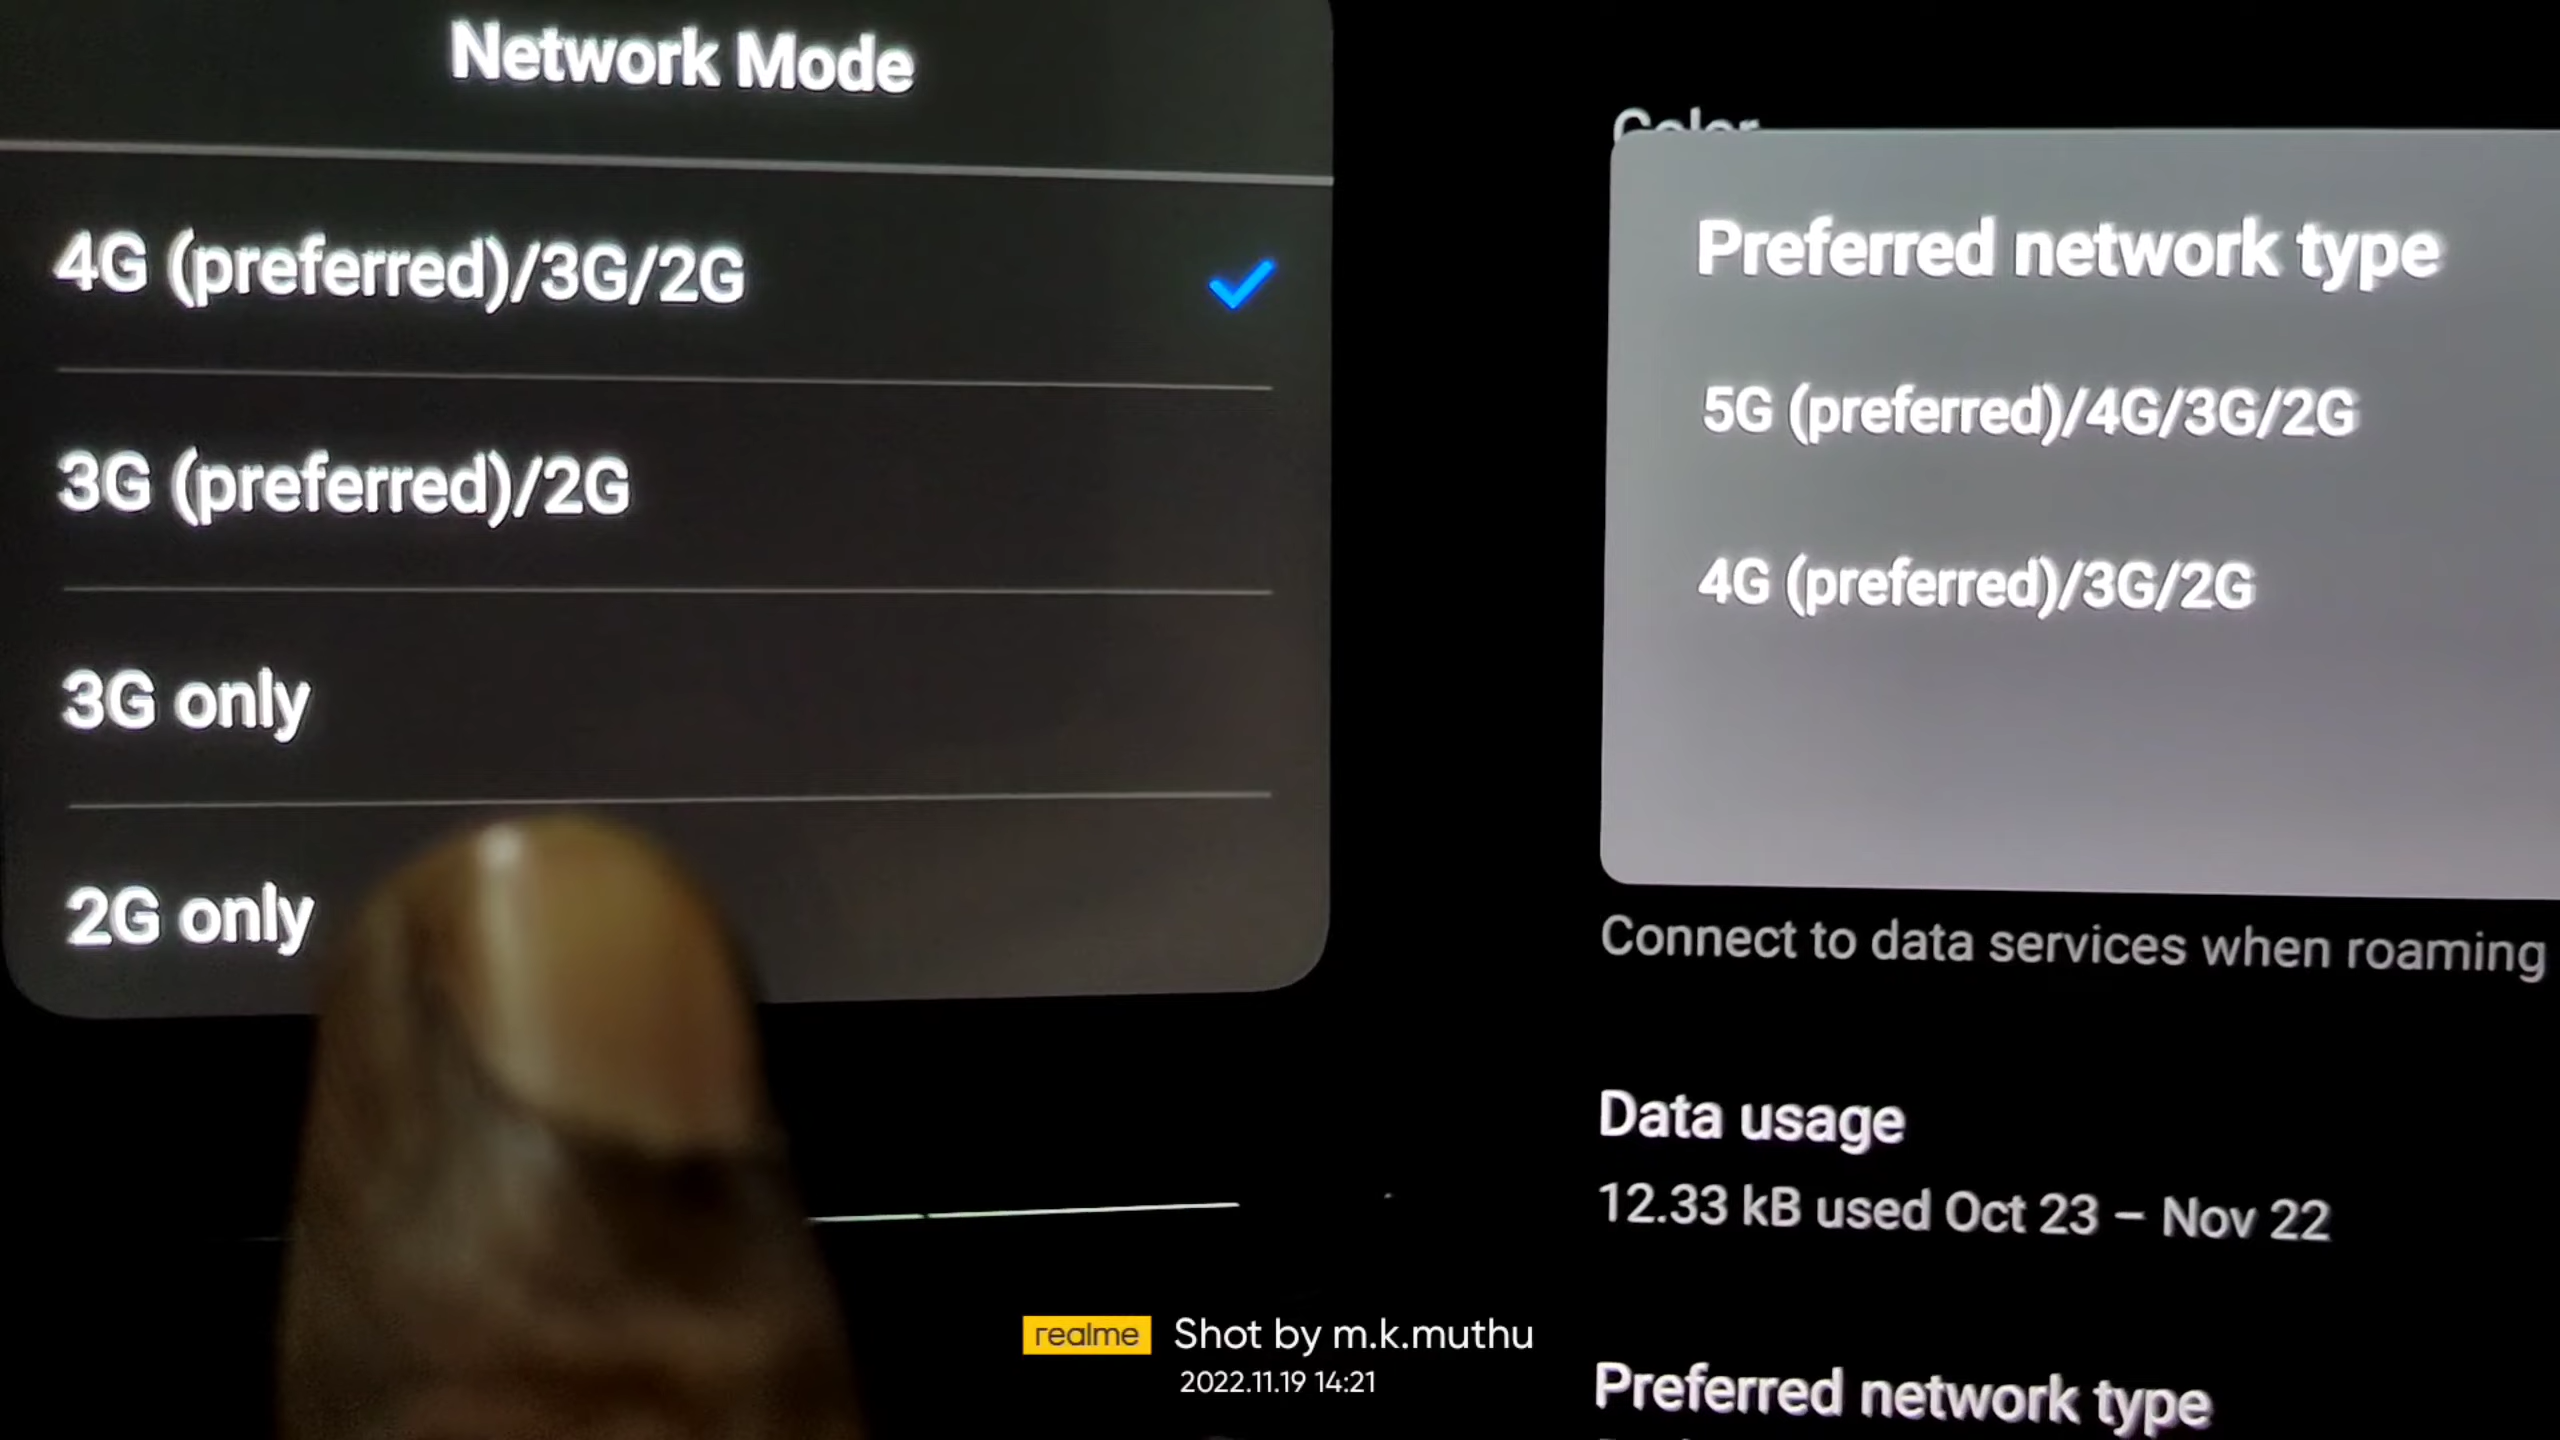 Network Mode
4G (preferred)/3G/2G
3G (preferred)/2G
3G only
2G only
Color
Preferred network type
5G (preferred)/4G/3G/2G
4G (preferred)/3G/2G
Connect to data services when roaming
Data usage
12.33 kB used Oct 23 – Nov 22
Preferred network type
realme Shot by m.k.muthu
2022.11.19 14:21